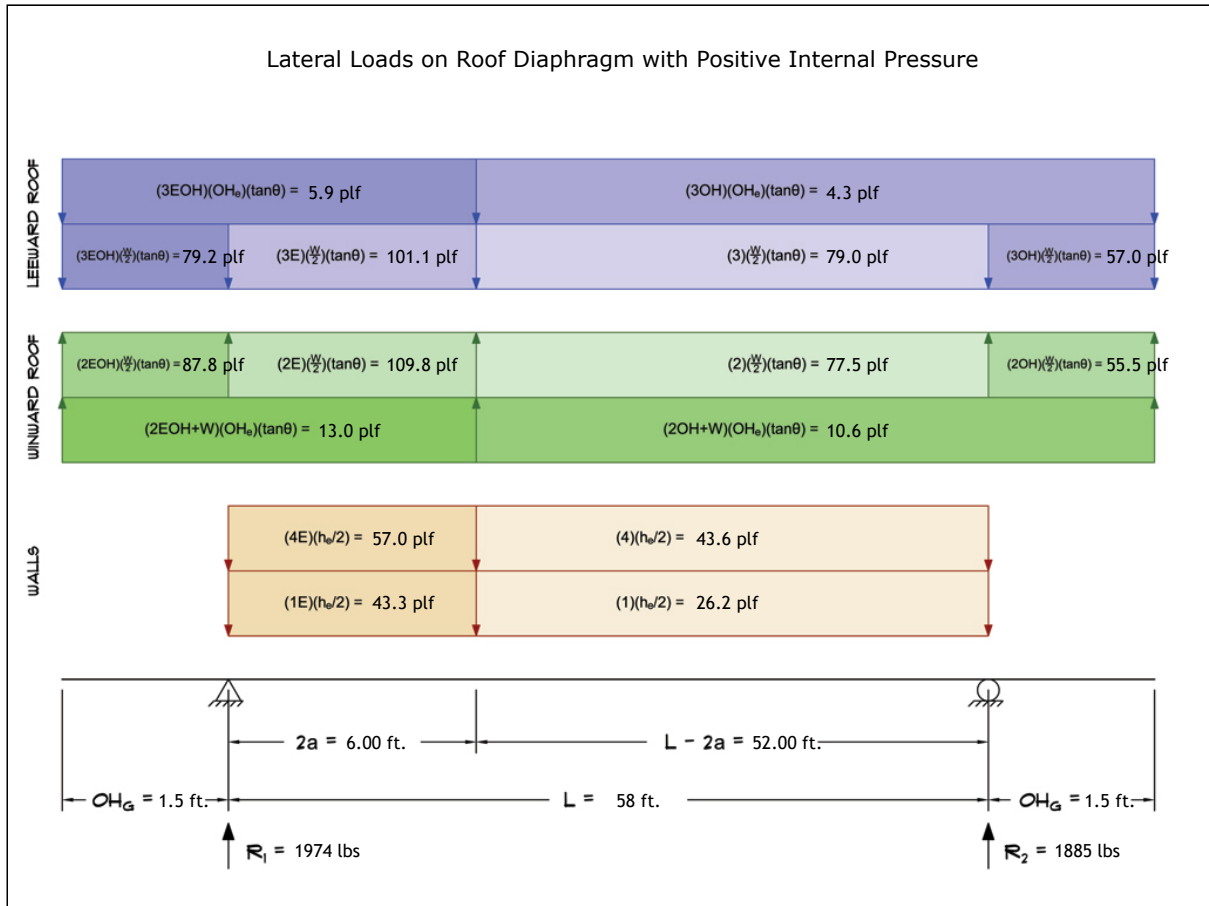 Lateral Loads on Roof Diaphragm with Positive Internal Pressure
LEEWARD ROOF
(3EOH)(OHₑ)(tanθ) = 5.9 plf
(3OH)(OHₑ)(tanθ) = 4.3 plf
(3EOH)(W/2)(tanθ) = 79.2 plf
(3E)(W/2)(tanθ) = 101.1 plf
(3)(W/2)(tanθ) = 79.0 plf
(3OH)(W/2)(tanθ) = 57.0 plf
WINWARD ROOF
(2EOH)(W/2)(tanθ) = 87.8 plf
(2E)(W/2)(tanθ) = 109.8 plf
(2)(W/2)(tanθ) = 77.5 plf
(2OH)(W/2)(tanθ) = 55.5 plf
(2EOH+W)(OHₑ)(tanθ) = 13.0 plf
(2OH+W)(OHₑ)(tanθ) = 10.6 plf
WALLS
(4E)(hₑ/2) = 57.0 plf
(4)(hₑ/2) = 43.6 plf
(1E)(hₑ/2) = 43.3 plf
(1)(hₑ/2) = 26.2 plf
2a = 6.00 ft.
L - 2a = 52.00 ft.
OH_G = 1.5 ft.
L = 58 ft.
OH_G = 1.5 ft.
R₁ = 1974 lbs
R₂ = 1885 lbs